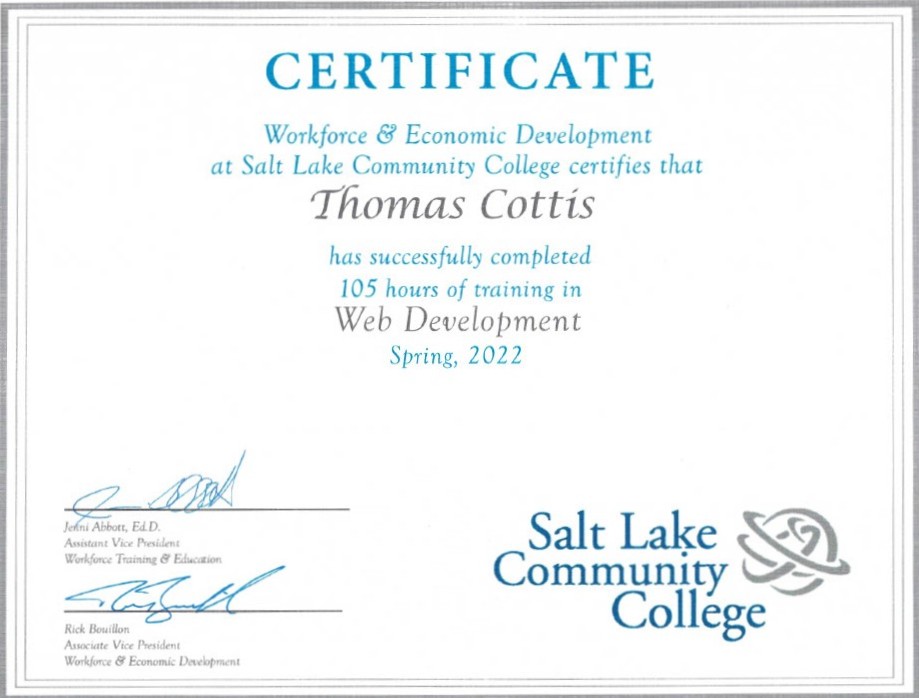 CERTIFICATE
Workforce & Economic Development
at Salt Lake Community College certifies that
Thomas Cottis
has successfully completed
105 hours of training in
Web Development
Spring, 2022
Jenni Abbott, Ed.D.
Assistant Vice President
Workforce Training & Education
Rick Bouillon
Associate Vice President
Workforce & Economic Development
Salt Lake
Community
College